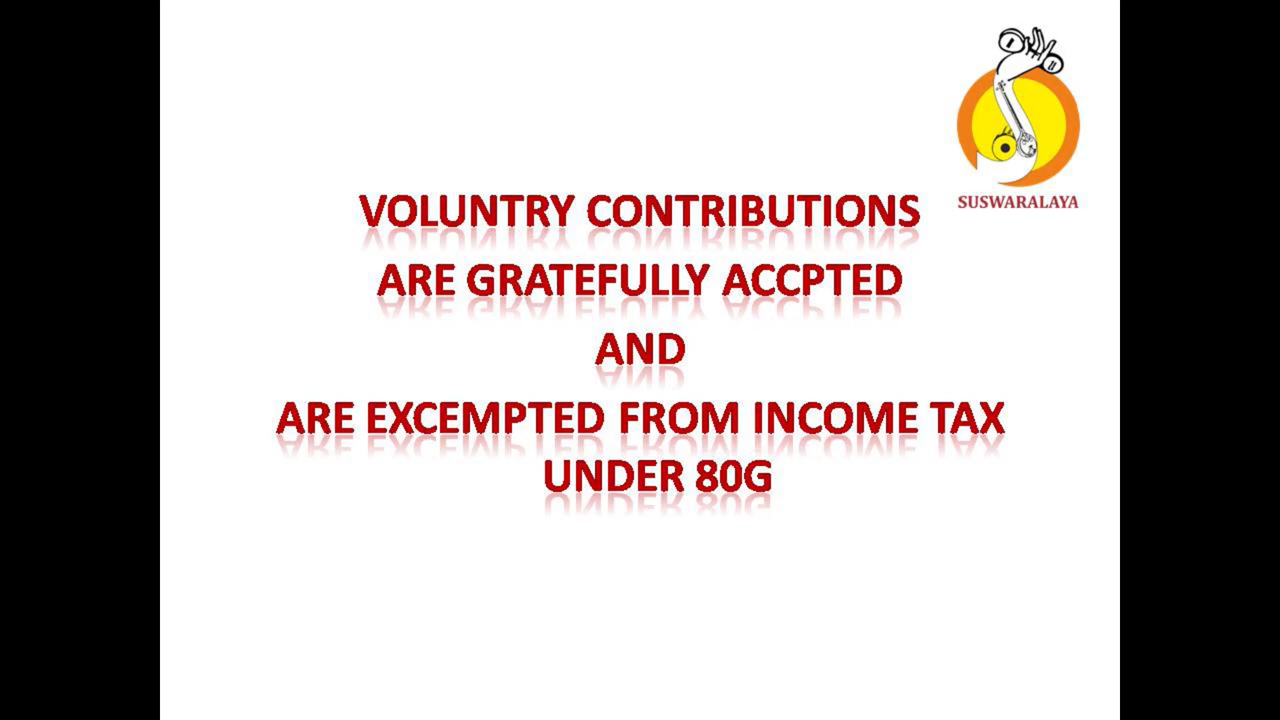 SUSWARALAYA
VOLUNTRY CONTRIBUTIONS
ARE GRATEFULLY ACCPTED
AND
ARE EXCEMPTED FROM INCOME TAX
UNDER 80G